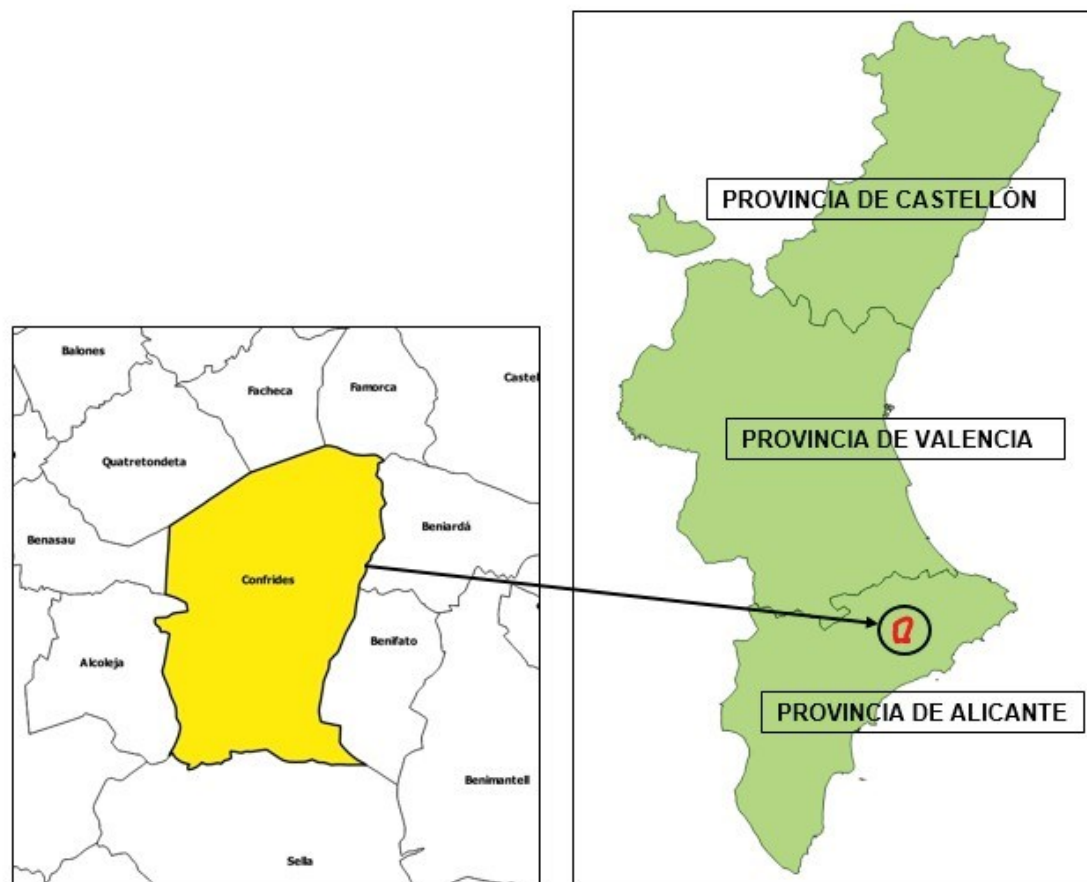 PROVINCIA DE CASTELLÓN
PROVINCIA DE VALENCIA
PROVINCIA DE ALICANTE
Balones
Facheca
Famorca
Castel
Quatretondeta
Beniardá
Benasau
Confrides
Benifato
Alcoleja
Benimantell
Sella